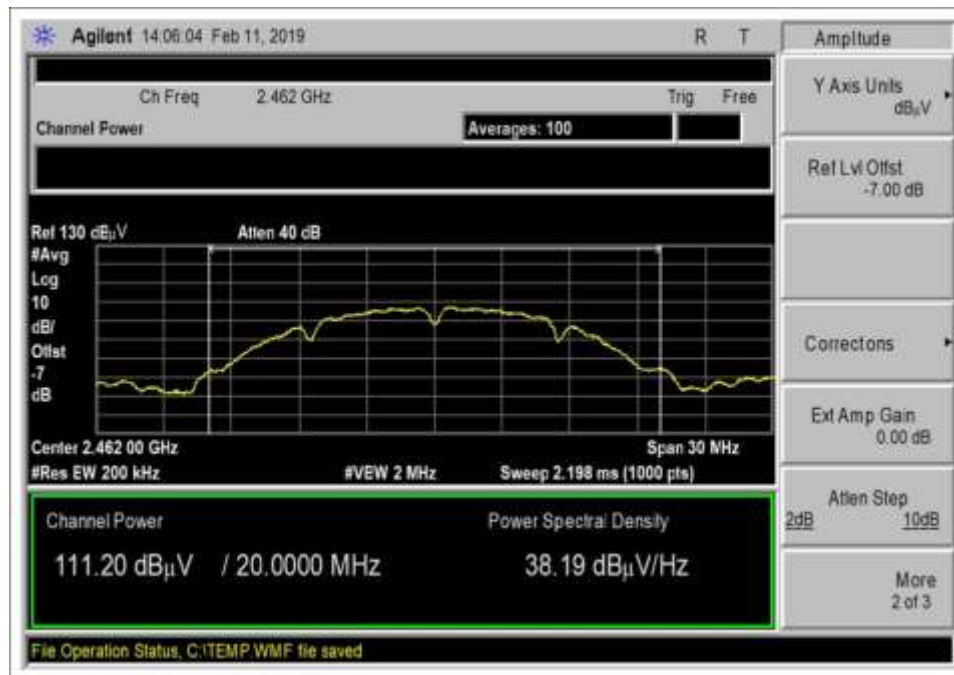 Agilent 14:06:04 Feb 11, 2019 R T
Ch Freq 2.462 GHz Trig Free
Channel Power Averages: 100
Ref 130 dBµV Atten 40 dB
#Avg
Log
10
dB/
Offst
-7
dB
Center 2.462 00 GHz Span 30 MHz
#Res BW 200 kHz #VBW 2 MHz Sweep 2.198 ms (1000 pts)
Channel Power Power Spectral Density
111.20 dBµV / 20.0000 MHz 38.19 dBµV/Hz
File Operation Status, C:\TEMP.WMF file saved
Ampltude
Y Axis Units
dBµV
Ref Lvl Offst
-7.00 dB
Correctons
Ext Amp Gain
0.00 dB
Atten Step
2dB 10dB
More
2 of 3